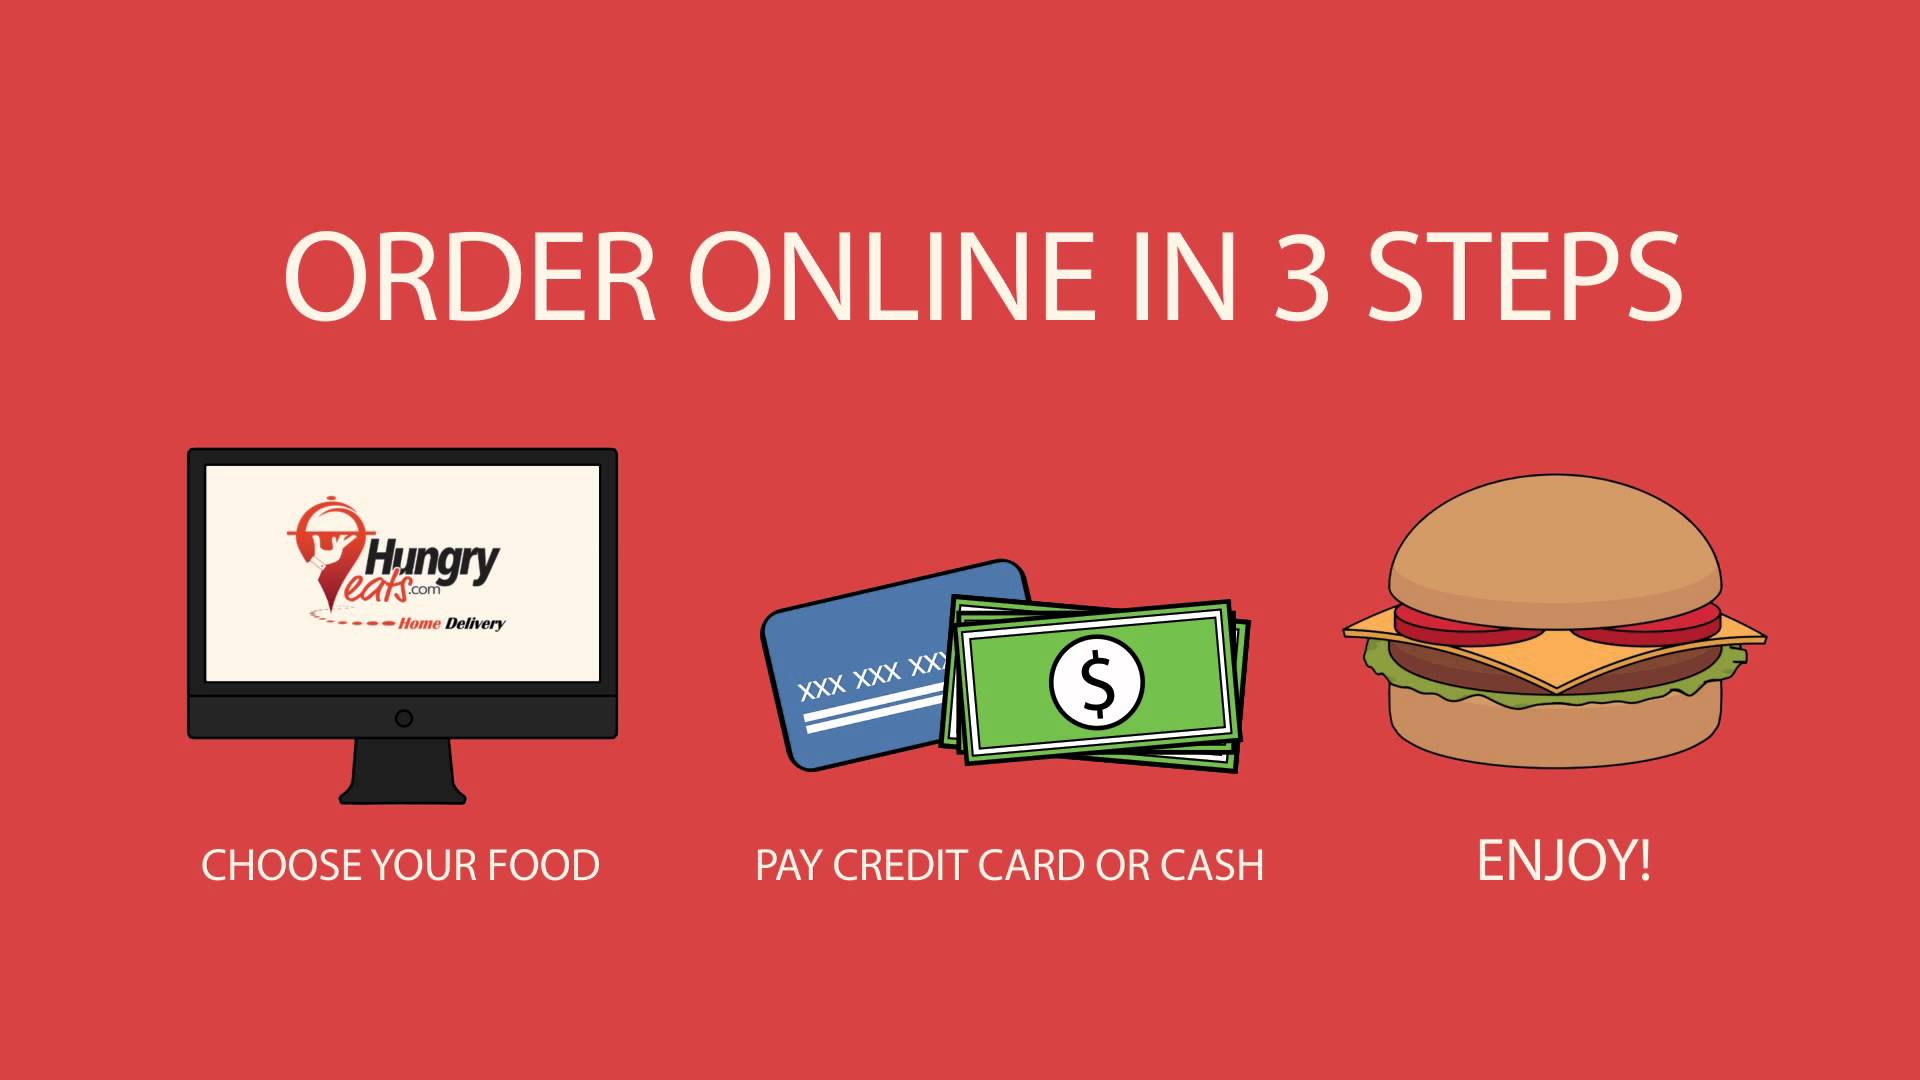 ORDER ONLINE IN 3 STEPS
Hungry
eats.com
Home Delivery
XXX XXX XXX
$
CHOOSE YOUR FOOD
PAY CREDIT CARD OR CASH
ENJOY!